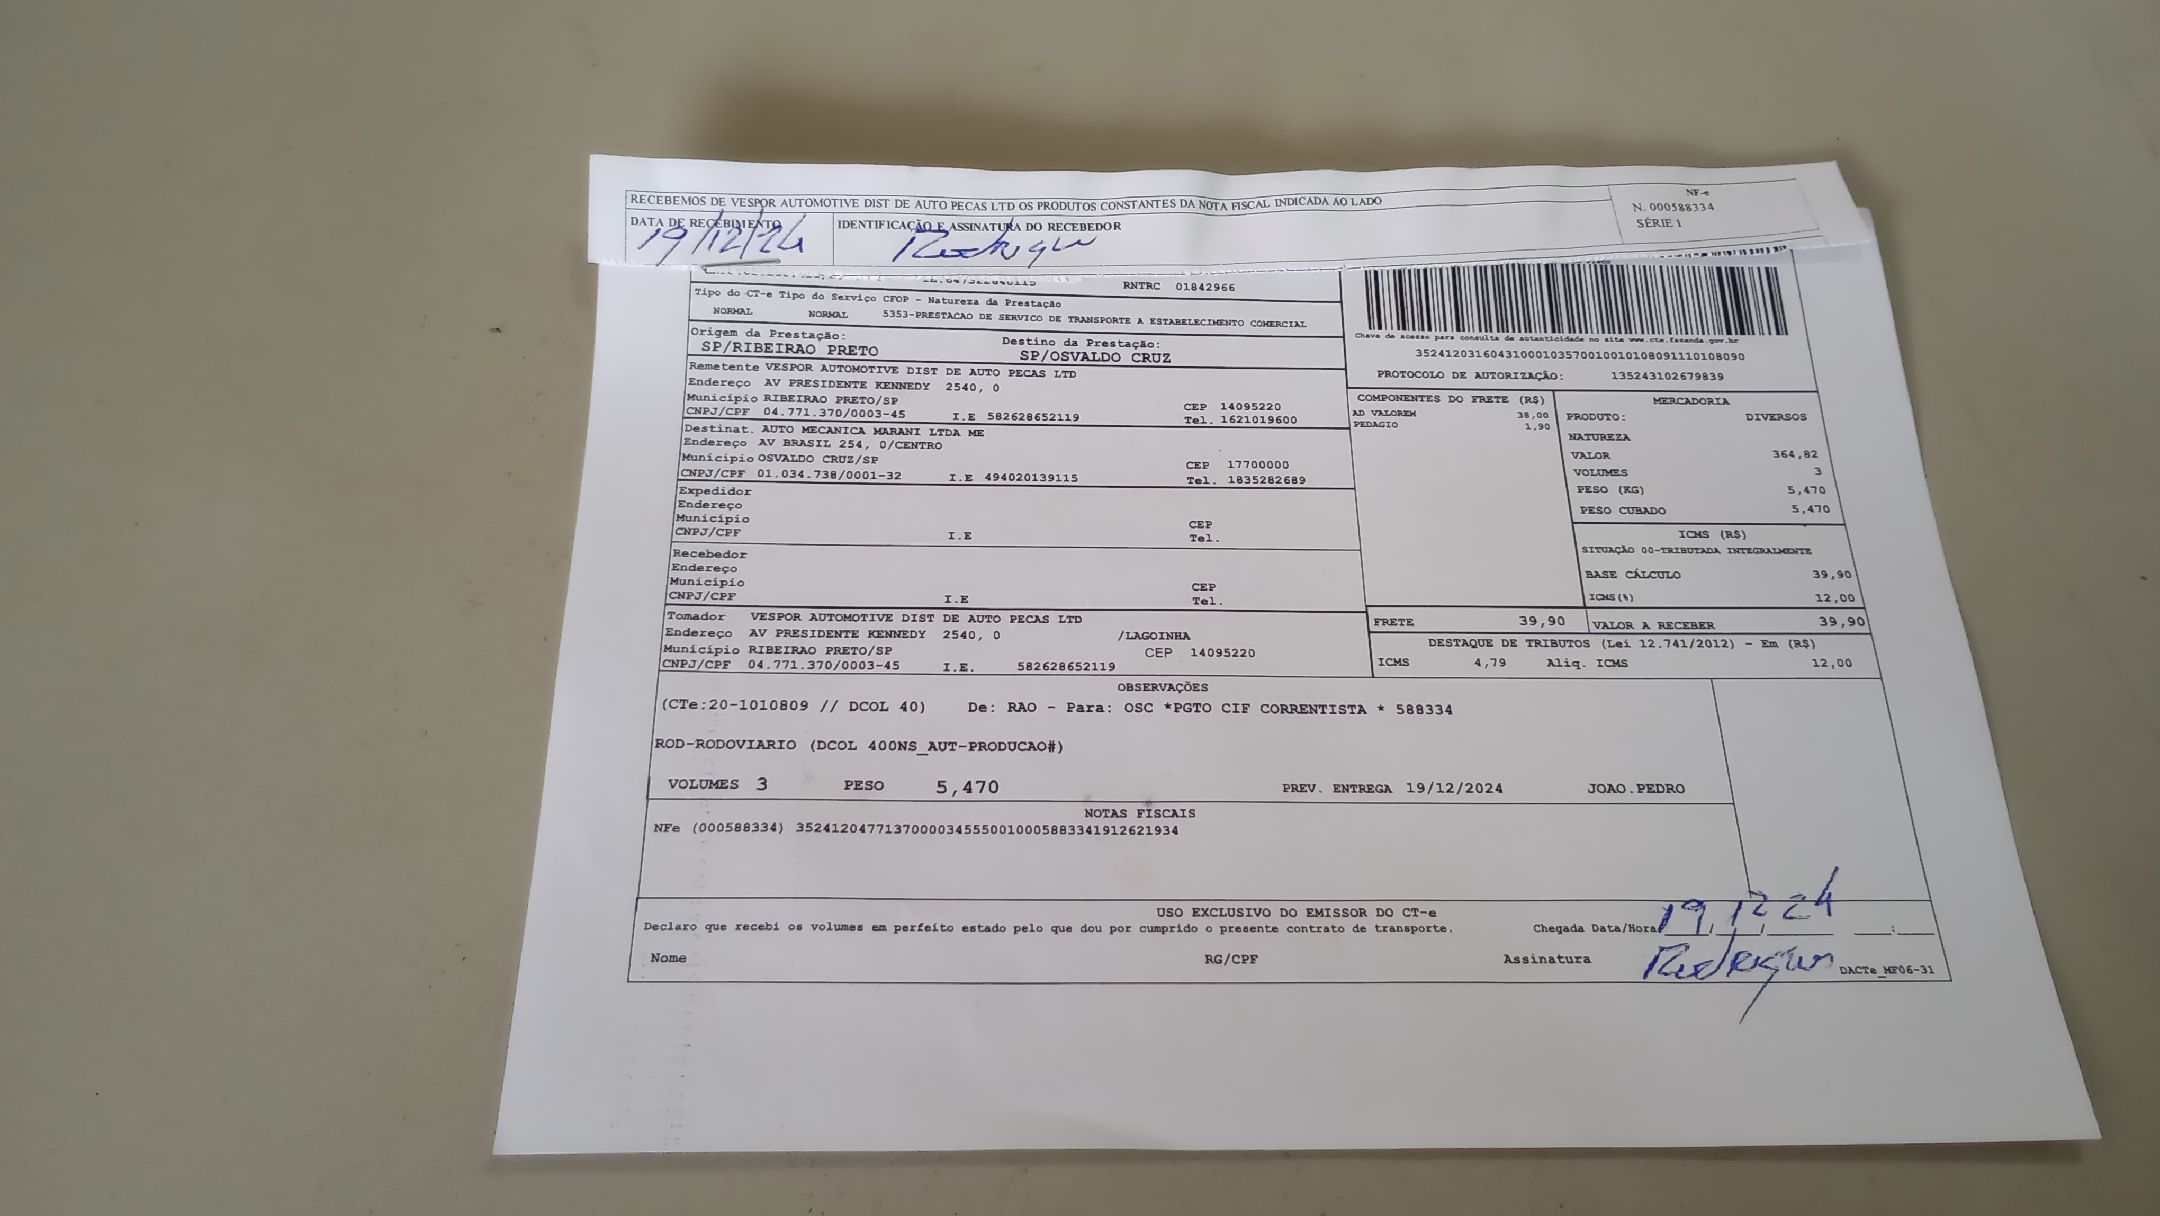 RECEBEMOS DE VESPOR AUTOMOTIVE DIST DE AUTO PECAS LTD OS PRODUTOS CONSTANTES DA NOTA FISCAL INDICADA AO LADO
NF-e
N. 000588334
SÉRIE 1
DATA DE RECEBIMENTO
19/12/24
IDENTIFICAÇÃO E ASSINATURA DO RECEBEDOR
RNTRC 01842966
Tipo do CT-e Tipo do Serviço CFOP - Natureza da Prestação
NORMAL NORMAL 5353-PRESTACAO DE SERVICO DE TRANSPORTE A ESTABELECIMENTO COMERCIAL
Origem da Prestação: Destino da Prestação:
SP/RIBEIRAO PRETO SP/OSVALDO CRUZ
Chave de acesso para consulta de autenticidade no site www.cte.fazenda.gov.br
35241203160431000103570010010108091110108090
PROTOCOLO DE AUTORIZAÇÃO: 135243102679839
Remetente VESPOR AUTOMOTIVE DIST DE AUTO PECAS LTD
Endereço AV PRESIDENTE KENNEDY 2540, 0
Município RIBEIRAO PRETO/SP CEP 14095220
CNPJ/CPF 04.771.370/0003-45 I.E 582628652119 Tel. 1621019600
Destinat. AUTO MECANICA MARANI LTDA ME
Endereço AV BRASIL 254, 0/CENTRO
Município OSVALDO CRUZ/SP CEP 17700000
CNPJ/CPF 01.034.738/0001-32 I.E 494020139115 Tel. 1835282689
Expedidor
Endereço
Município CEP
CNPJ/CPF I.E Tel.
Recebedor
Endereço
Município CEP
CNPJ/CPF I.E Tel.
Tomador VESPOR AUTOMOTIVE DIST DE AUTO PECAS LTD
Endereço AV PRESIDENTE KENNEDY 2540, 0 /LAGOINHA
Município RIBEIRAO PRETO/SP CEP 14095220
CNPJ/CPF 04.771.370/0003-45 I.E. 582628652119
COMPONENTES DO FRETE (R$)
AD VALOREM 38,00
PEDAGIO 1,90
MERCADORIA
PRODUTO: DIVERSOS
NATUREZA
VALOR 364,82
VOLUMES 3
PESO (KG) 5,470
PESO CUBADO 5,470
ICMS (R$)
SITUAÇÃO 00-TRIBUTADA INTEGRALMENTE
BASE CÁLCULO 39,90
ICMS(%) 12,00
FRETE 39,90 VALOR A RECEBER 39,90
DESTAQUE DE TRIBUTOS (Lei 12.741/2012) - Em (R$)
ICMS 4,79 Aliq. ICMS 12,00
OBSERVAÇÕES
(CTe:20-1010809 // DCOL 40) De: RAO - Para: OSC *PGTO CIF CORRENTISTA * 588334
ROD-RODOVIARIO (DCOL 400NS_AUT-PRODUCAO#)
VOLUMES 3 PESO 5,470 PREV. ENTREGA 19/12/2024 JOAO.PEDRO
NOTAS FISCAIS
NFe (000588334) 35241204771370000345550010005883341912621934
USO EXCLUSIVO DO EMISSOR DO CT-e
Declaro que recebi os volumes em perfeito estado pelo que dou por cumprido o presente contrato de transporte. Chegada Data/Hora 19/12/24 __:__
Nome RG/CPF Assinatura
DACTe_MF06-31